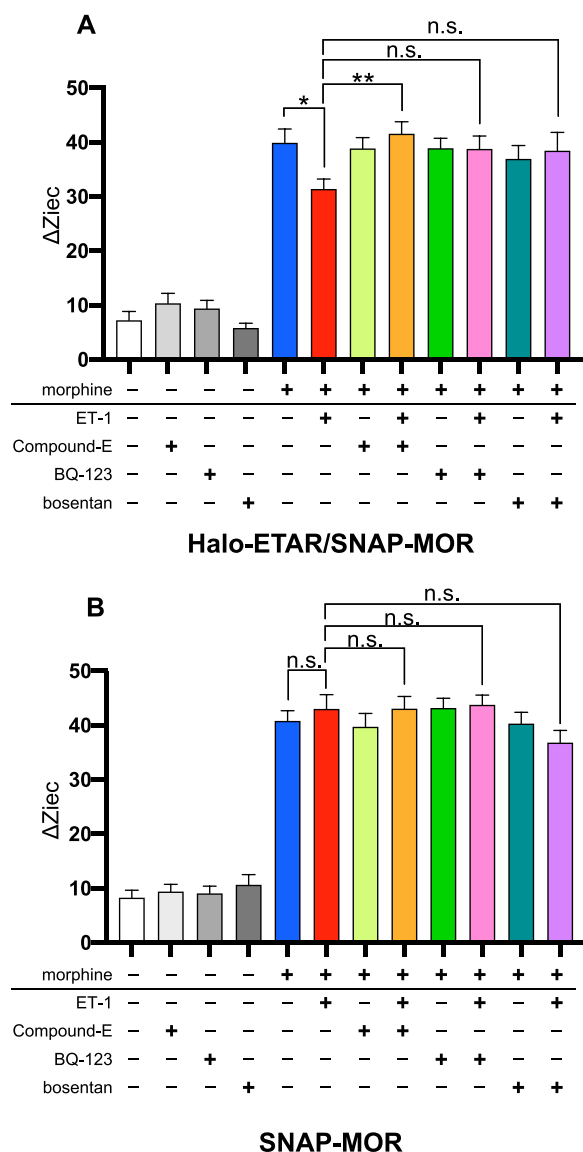 A
n.s.
n.s.
* **
50
40
30
20
10
0
ΔZiec
morphine – – – – + + + + + + + +
ET-1 – – – – – + – + – + – +
Compound-E – + – – – – + + – – – –
BQ-123 – – + – – – – – + + – –
bosentan – – – + – – – – – – + +
Halo-ETAR/SNAP-MOR
B
n.s.
n.s.
n.s. n.s.
50
40
30
20
10
0
ΔZiec
morphine – – – – + + + + + + + +
ET-1 – – – – – + – + – + – +
Compound-E – + – – – – + + – – – –
BQ-123 – – + – – – – – + + – –
bosentan – – – + – – – – – – + +
SNAP-MOR